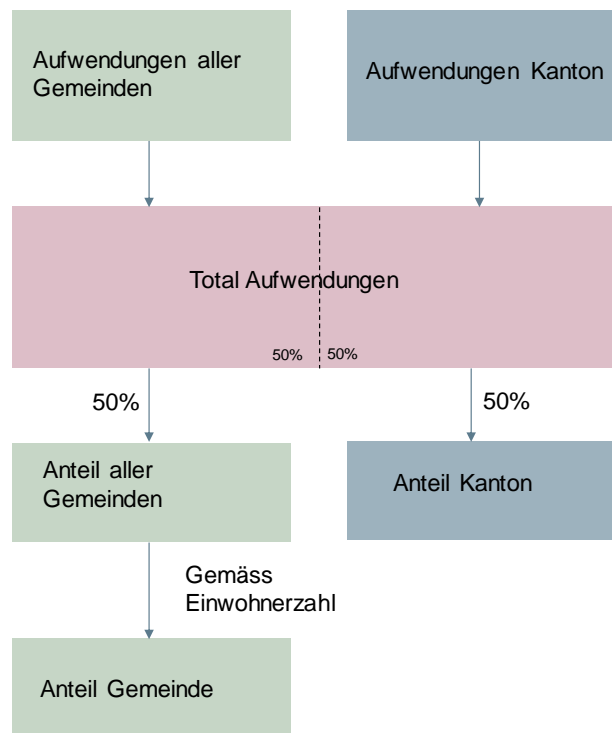 Aufwendungen aller
Gemeinden
Aufwendungen Kanton
Total Aufwendungen
50%
50%
50%
50%
Anteil aller
Gemeinden
Anteil Kanton
Gemäss
Einwohnerzahl
Anteil Gemeinde